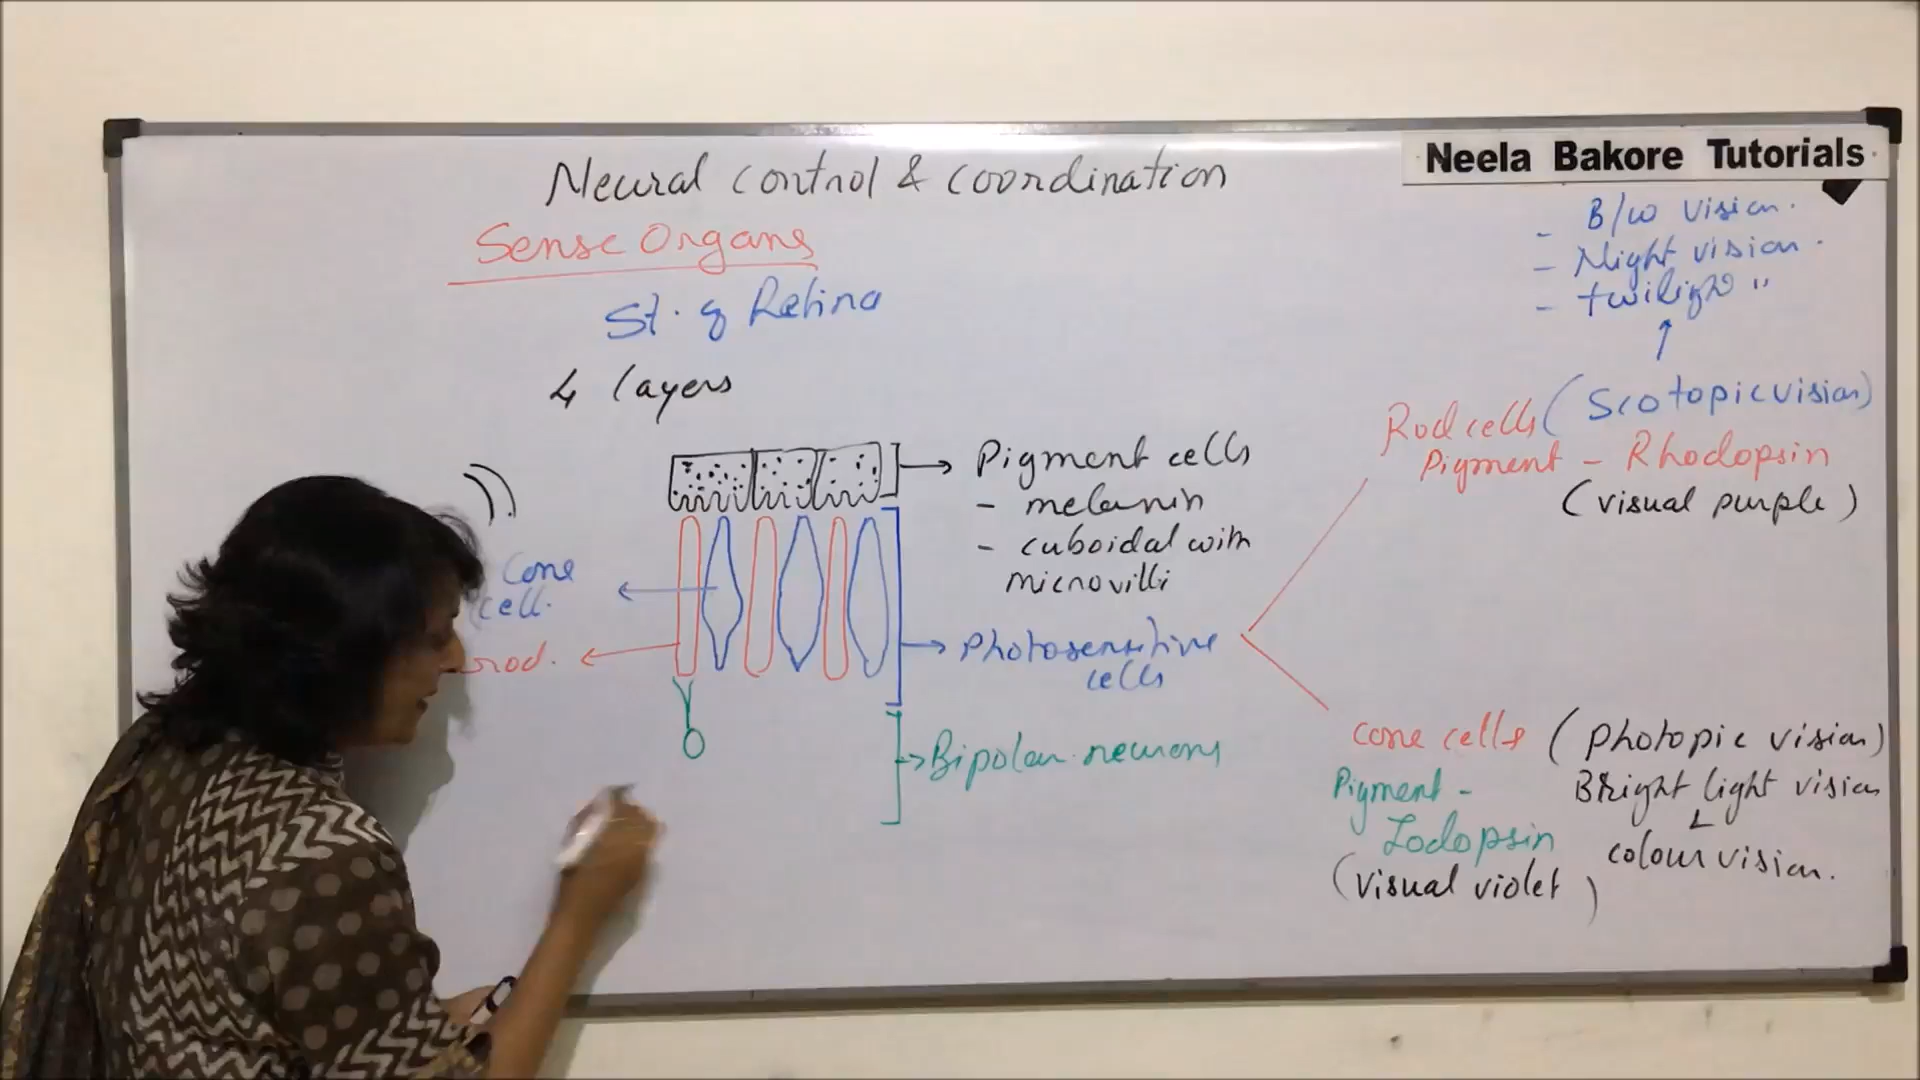 Neela Bakore Tutorials
Neural control & coordination
Sense Organs
St. of Retina
4 layers
Pigment cells
- melanin
- cuboidal with
microvilli
Cone
cell.
rod.
Photosensitive
cells
Bipolar neurons
- B/W vision.
- Night vision.
- twilight "
Rod cells (Scotopic vision)
Pigment - Rhodopsin
(visual purple)
cone cells (Photopic vision)
Bright light vision
&
colour vision.
Pigment -
Iodopsin
(visual violet)